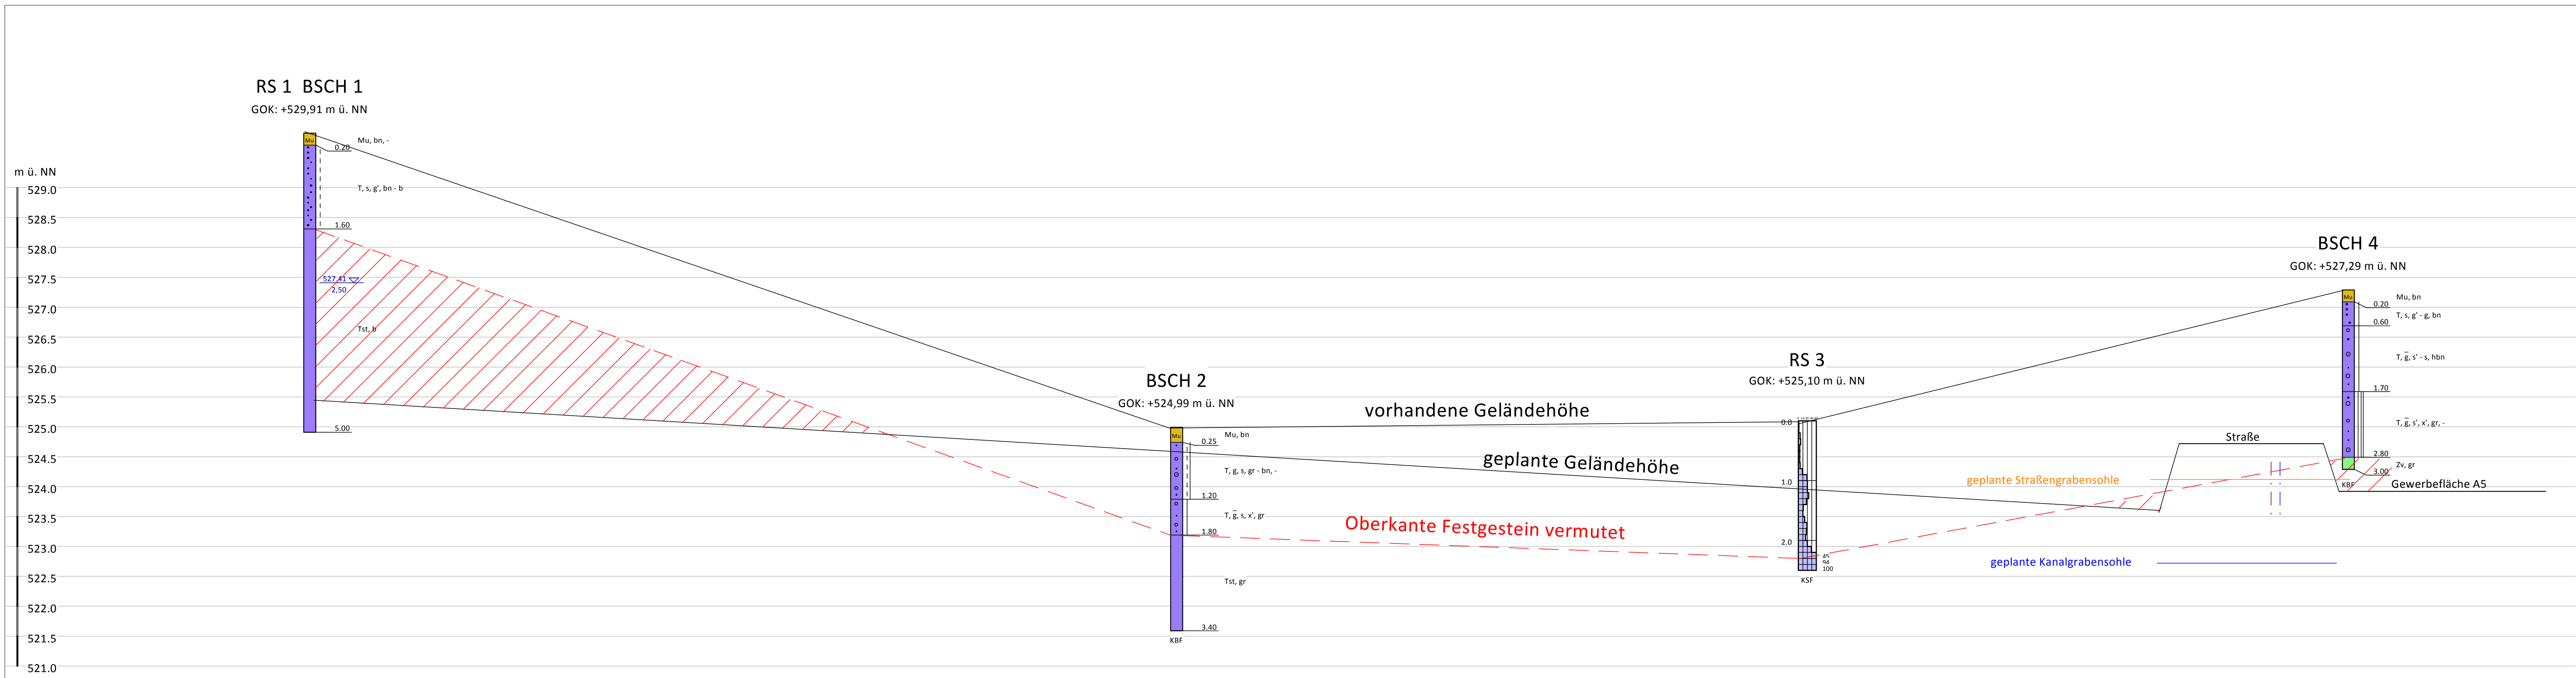 RS 1 BSCH 1
GOK: +529,91 m ü. NN
Mu
Mu, bn, -
0.20
T, s, g', bn - b
1.60
527,41
2,50
Tst, b
5.00
m ü. NN
529.0
528.5
528.0
527.5
527.0
526.5
526.0
525.5
525.0
524.5
524.0
523.5
523.0
522.5
522.0
521.5
521.0
BSCH 2
GOK: +524,99 m ü. NN
Mu
Mu, bn
0.25
T, g, s, gr - bn, -
1.20
T, g̅, s, x', gr
1.80
Tst, gr
3.40
KBF
vorhandene Geländehöhe
geplante Geländehöhe
Oberkante Festgestein vermutet
RS 3
GOK: +525,10 m ü. NN
0.0
1.0
2.0
45
94
100
KSF
geplante Straßengrabensohle
geplante Kanalgrabensohle
Straße
BSCH 4
GOK: +527,29 m ü. NN
Mu
Mu, bn
0.20
T, s, g' - g, bn
0.60
T, g̅, s' - s, hbn
1.70
T, g̅, s', x', gr, -
2.80
Zv, gr
3.00
KBF
Gewerbefläche A5